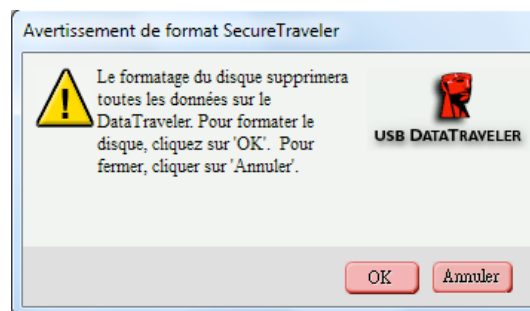 Avertissement de format SecureTraveler
Le formatage du disque supprimera
toutes les données sur le
DataTraveler. Pour formater le
disque, cliquez sur 'OK'. Pour
fermer, cliquer sur 'Annuler'.
USB DATATRAVELER
OK
Annuler